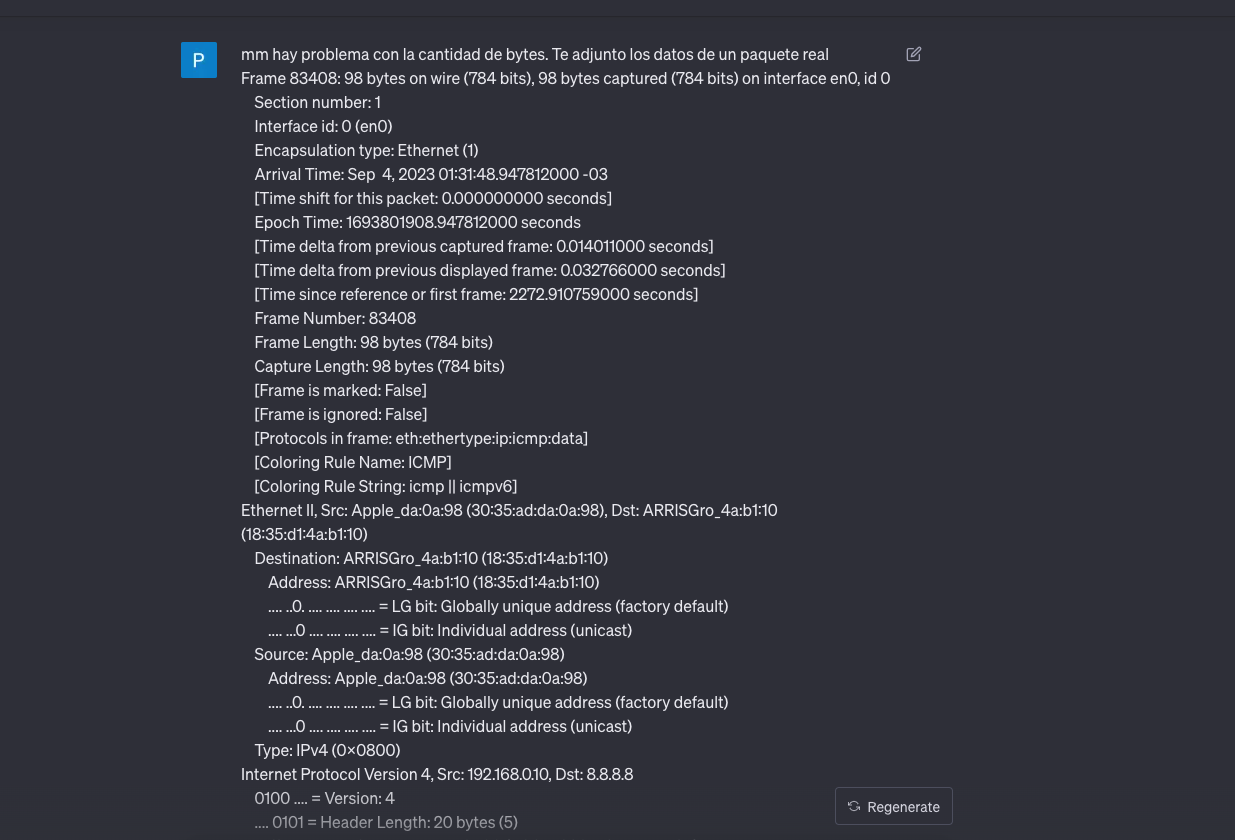 P
mm hay problema con la cantidad de bytes. Te adjunto los datos de un paquete real
Frame 83408: 98 bytes on wire (784 bits), 98 bytes captured (784 bits) on interface en0, id 0
Section number: 1
Interface id: 0 (en0)
Encapsulation type: Ethernet (1)
Arrival Time: Sep  4, 2023 01:31:48.947812000 -03
[Time shift for this packet: 0.000000000 seconds]
Epoch Time: 1693801908.947812000 seconds
[Time delta from previous captured frame: 0.014011000 seconds]
[Time delta from previous displayed frame: 0.032766000 seconds]
[Time since reference or first frame: 2272.910759000 seconds]
Frame Number: 83408
Frame Length: 98 bytes (784 bits)
Capture Length: 98 bytes (784 bits)
[Frame is marked: False]
[Frame is ignored: False]
[Protocols in frame: eth:ethertype:ip:icmp:data]
[Coloring Rule Name: ICMP]
[Coloring Rule String: icmp || icmpv6]
Ethernet II, Src: Apple_da:0a:98 (30:35:ad:da:0a:98), Dst: ARRISGro_4a:b1:10
(18:35:d1:4a:b1:10)
Destination: ARRISGro_4a:b1:10 (18:35:d1:4a:b1:10)
Address: ARRISGro_4a:b1:10 (18:35:d1:4a:b1:10)
.... ..0. .... .... .... .... = LG bit: Globally unique address (factory default)
.... ...0 .... .... .... .... = IG bit: Individual address (unicast)
Source: Apple_da:0a:98 (30:35:ad:da:0a:98)
Address: Apple_da:0a:98 (30:35:ad:da:0a:98)
.... ..0. .... .... .... .... = LG bit: Globally unique address (factory default)
.... ...0 .... .... .... .... = IG bit: Individual address (unicast)
Type: IPv4 (0x0800)
Internet Protocol Version 4, Src: 192.168.0.10, Dst: 8.8.8.8
0100 .... = Version: 4
.... 0101 = Header Length: 20 bytes (5)
Regenerate